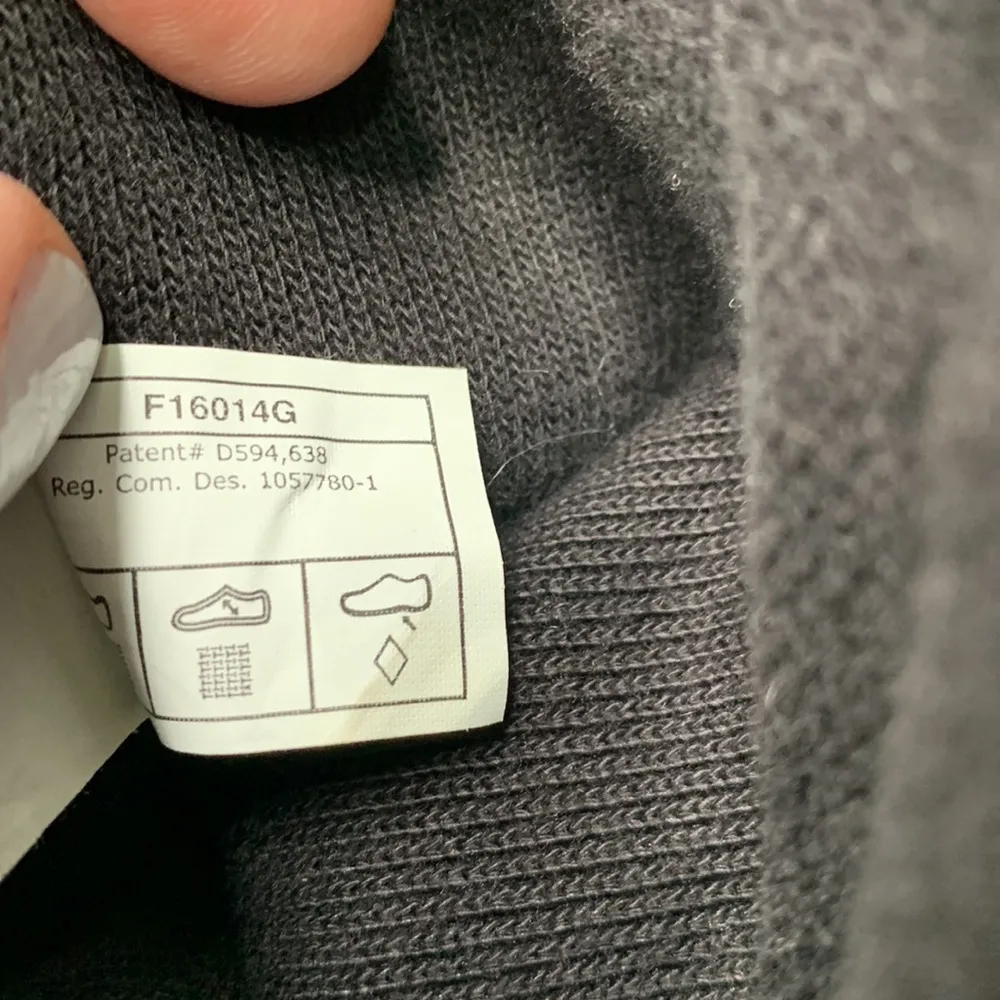 F16014G
Patent# D594,638
Reg. Com. Des. 1057780-1